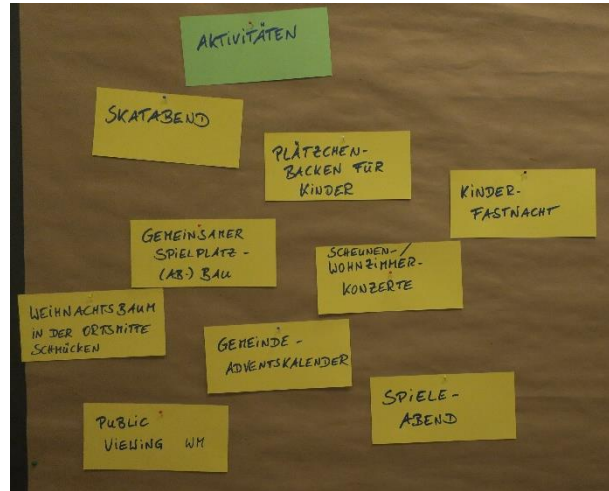 AKTIVITÄTEN
SKATABEND
PLÄTZCHEN-
BACKEN FÜR
KINDER
KINDER-
FASTNACHT
GEMEINSAMER
SPIELPLATZ-
(AB-) BAU
SCHEUNEN-/
WOHNZIMMER-
KONZERTE
WEIHNACHTSBAUM
IN DER ORTSMITTE
SCHMÜCKEN
GEMEINDE-
ADVENTSKALENDER
SPIELE-
ABEND
PUBLIC
VIEWING WM